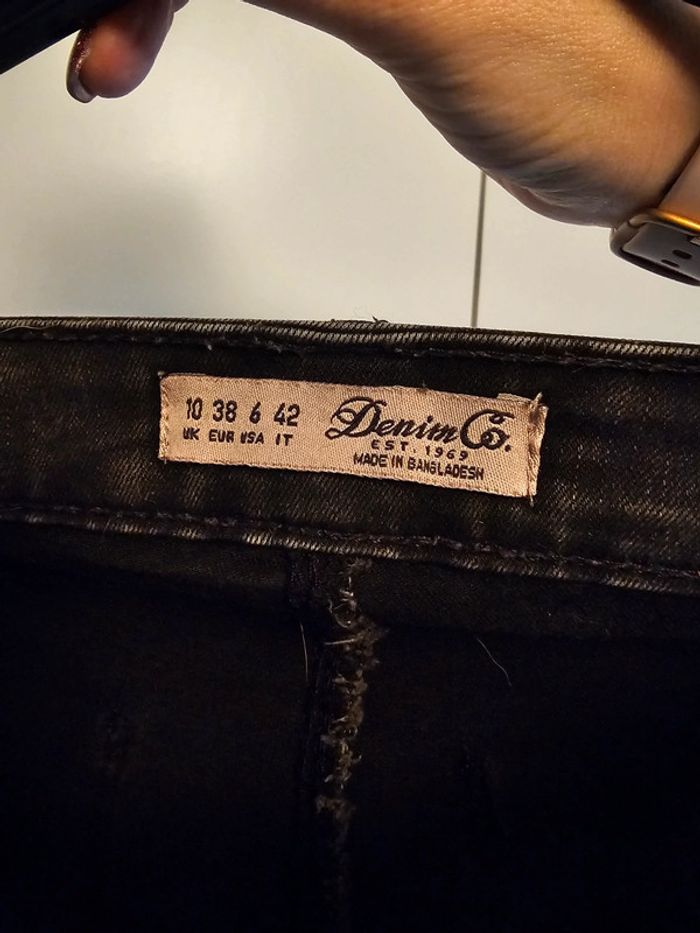 10 38 6 42
UK EUR USA IT
Denim Co.
EST. 1969
MADE IN BANGLADESH